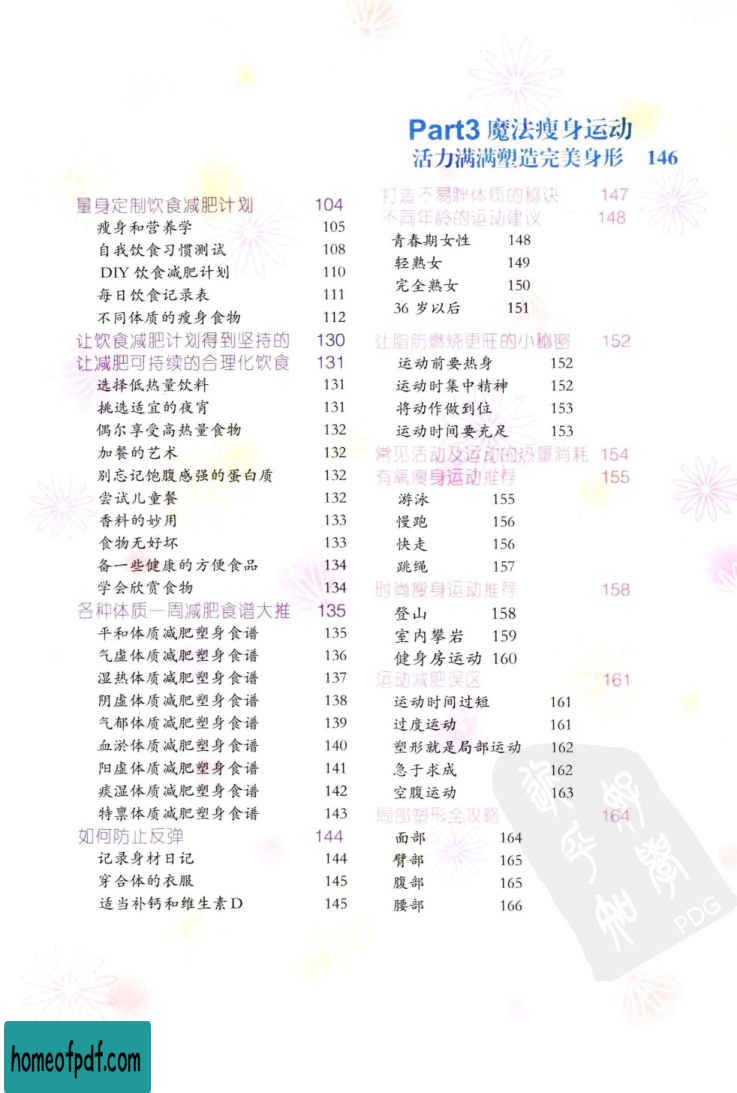 量身定制饮食减肥计划 104
瘦身和营养学 105
自我饮食习惯测试 108
DIY 饮食减肥计划 110
每日饮食记录表 111
不同体质的瘦身食物 112
让饮食减肥计划得到坚持的 130
让减肥可持续的合理化饮食 131
选择低热量饮料 131
挑选适宜的夜宵 131
偶尔享受高热量食物 132
加餐的艺术 132
别忘记饱腹感强的蛋白质 132
尝试儿童餐 132
香料的妙用 133
食物无好坏 133
备一些健康的方便食品 134
学会欣赏食物 134
各种体质一周减肥食谱大推 135
平和体质减肥塑身食谱 135
气虚体质减肥塑身食谱 136
湿热体质减肥塑身食谱 137
阴虚体质减肥塑身食谱 138
气郁体质减肥塑身食谱 139
血淤体质减肥塑身食谱 140
阳虚体质减肥塑身食谱 141
痰湿体质减肥塑身食谱 142
特禀体质减肥塑身食谱 143
如何防止反弹 144
记录身材日记 144
穿合体的衣服 145
适当补钙和维生素D 145
Part3 魔法瘦身运动
活力满满塑造完美身形 146
打造不易胖体质的秘诀 147
不同年龄的运动建议 148
青春期女性 148
轻熟女 149
完全熟女 150
36 岁以后 151
让脂肪燃烧更旺的小秘密 152
运动前要热身 152
运动时集中精神 152
将动作做到位 153
运动时间要充足 153
常见活动及运动的热量消耗 154
有氧瘦身运动推荐 155
游泳 155
慢跑 156
快走 156
跳绳 157
时尚瘦身运动推荐 158
登山 158
室内攀岩 159
健身房运动 160
运动减肥误区 161
运动时间过短 161
过度运动 161
塑形就是局部运动 162
急于求成 162
空腹运动 163
局部塑形全攻略 164
面部 164
臂部 165
腹部 165
腰部 166
PDG
homeofpdf.com